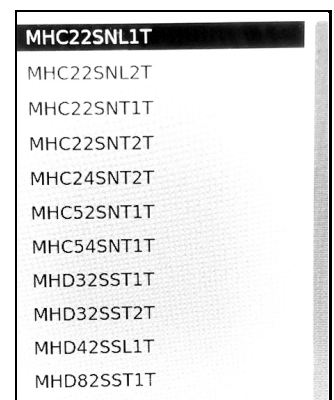 MHC22SNL1T
MHC22SNL2T
MHC22SNT1T
MHC22SNT2T
MHC24SNT2T
MHC52SNT1T
MHC54SNT1T
MHD32SST1T
MHD32SST2T
MHD42SSL1T
MHD82SST1T